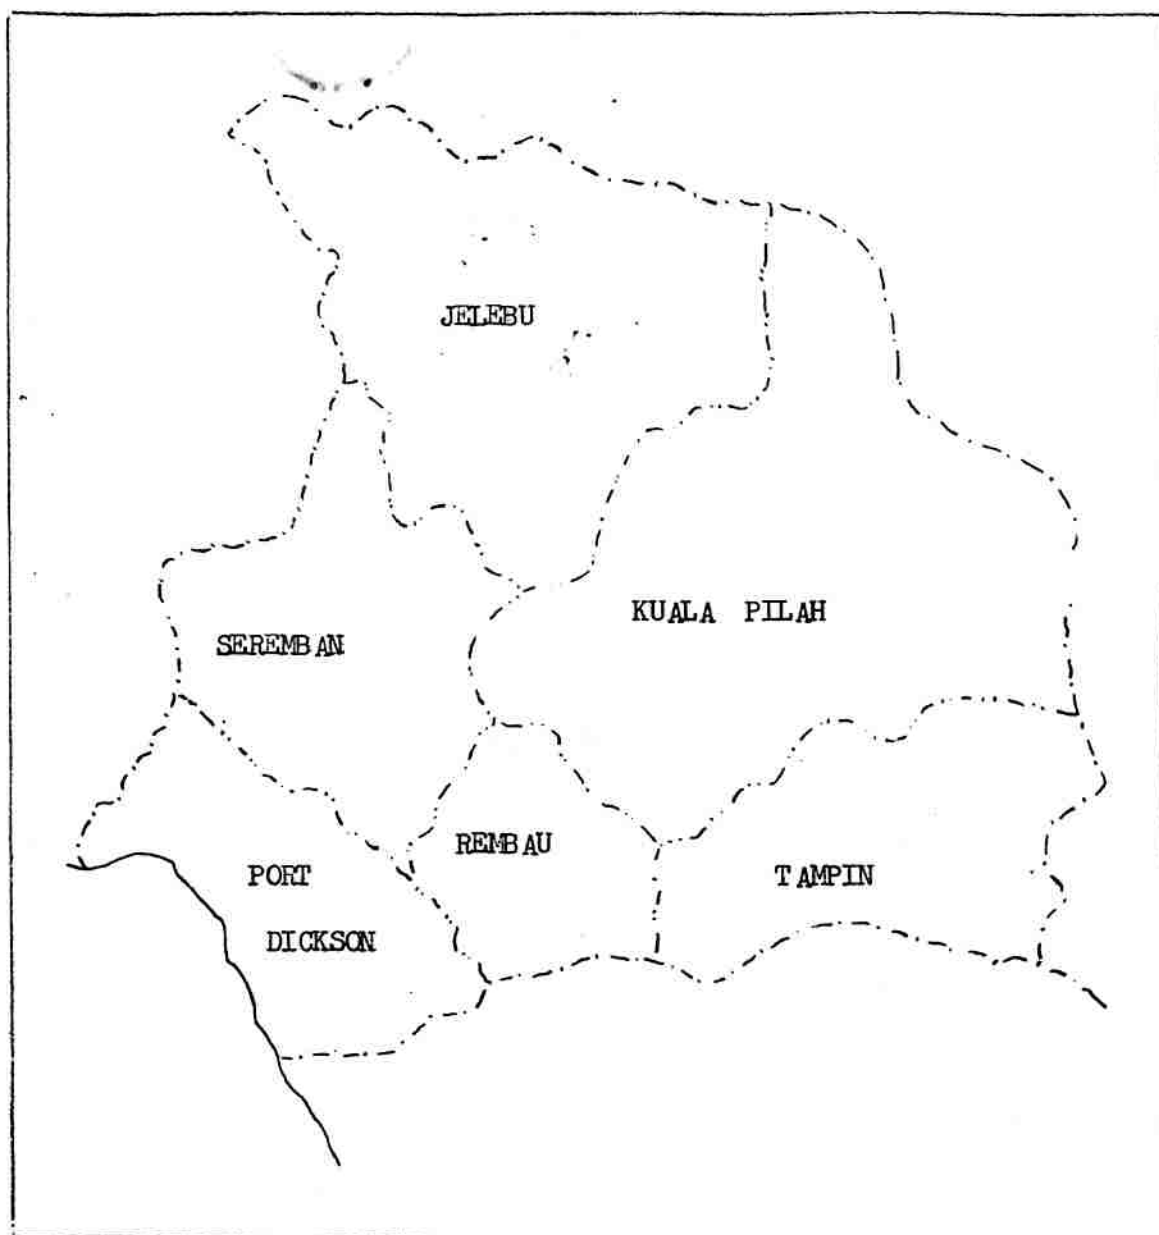 JELEBU
KUALA PILAH
SEREMBAN
REMBAU
TAMPIN
PORT
DICKSON